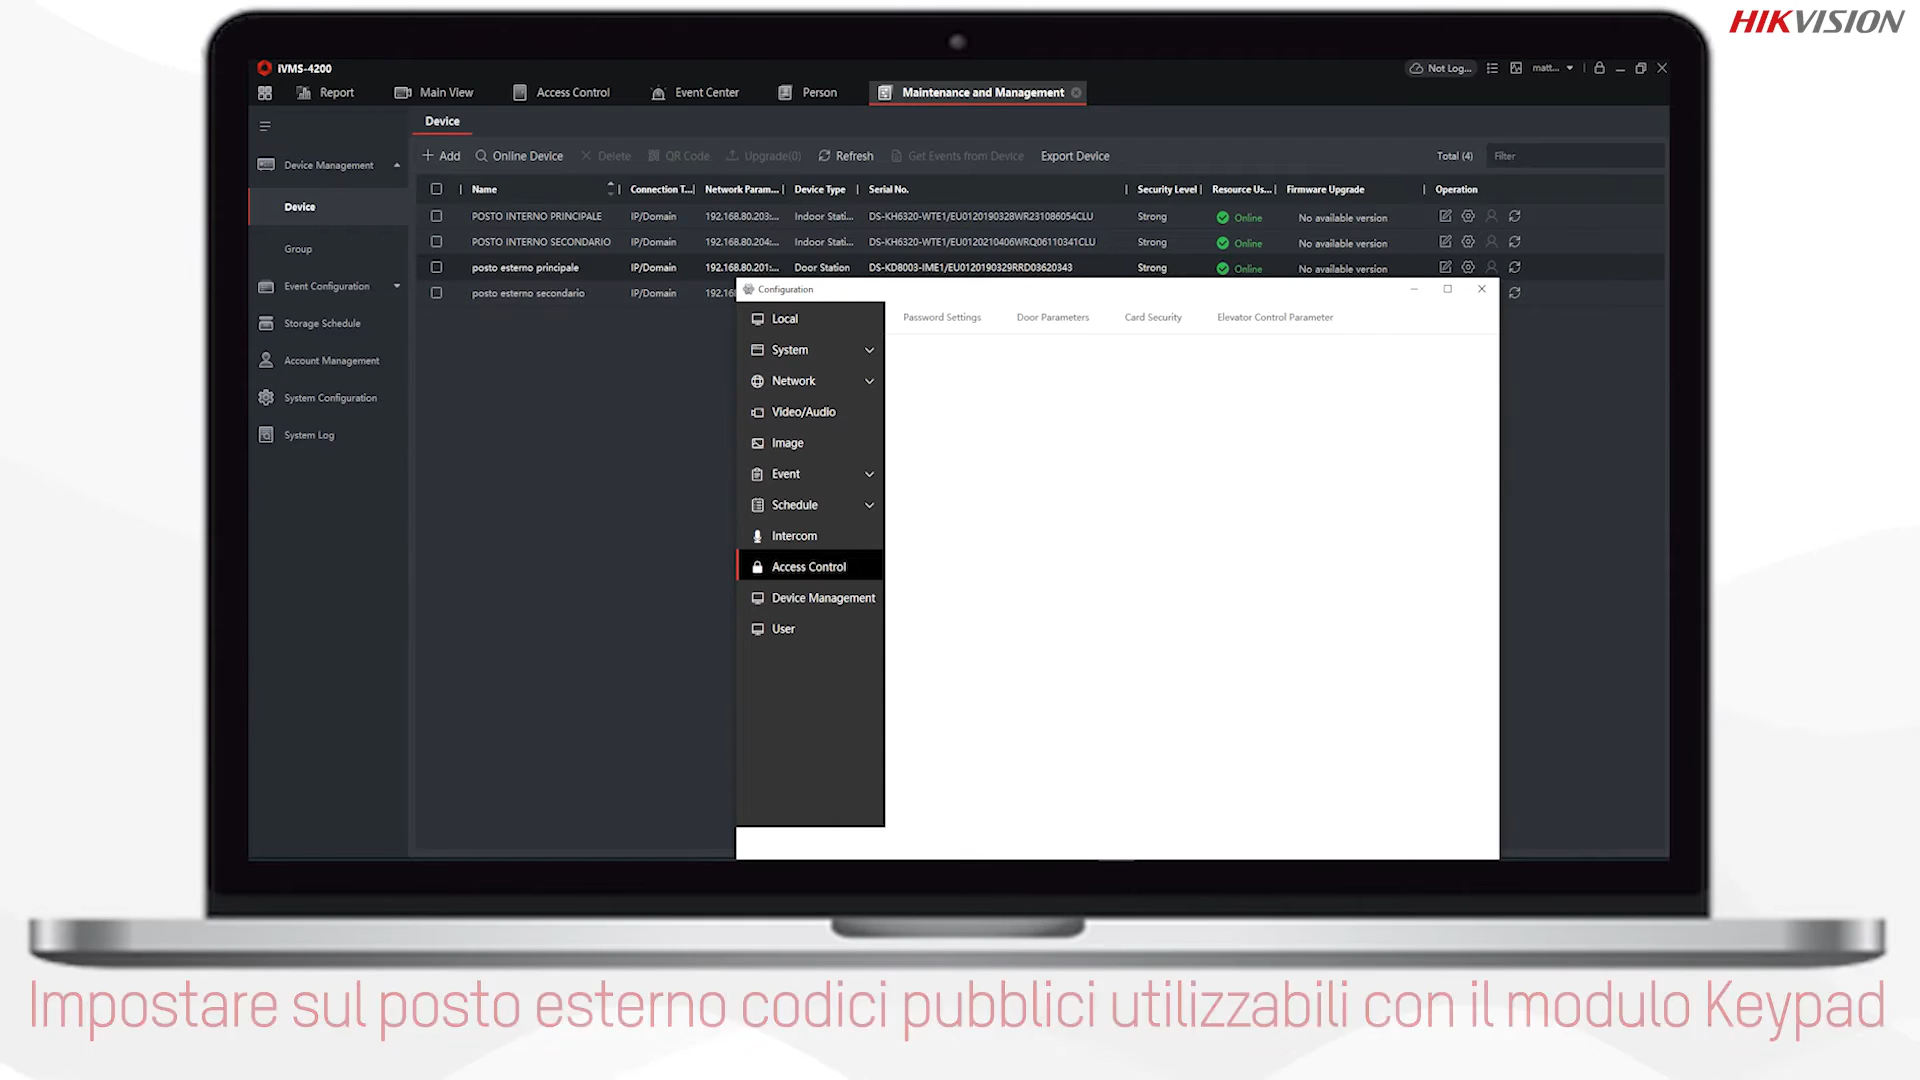 HIKVISION
iVMS-4200
Not Log...
matt...
Report
Main View
Access Control
Event Center
Person
Maintenance and Management
Device
Device Management
Add
Online Device
Delete
QR Code
Upgrade(0)
Refresh
Get Events from Device
Export Device
Total (4)
Filter
Name
Connection T...
Network Param...
Device Type
Serial No.
Security Level
Resource Us...
Firmware Upgrade
Operation
Device
POSTO INTERNO PRINCIPALE IP/Domain 192.168.80.203:... Indoor Stati... DS-KH6320-WTE1/EU0120190328WR231086054CLU Strong Online No available version
POSTO INTERNO SECONDARIO IP/Domain 192.168.80.204:... Indoor Stati... DS-KH6320-WTE1/EU0120210406WRQ06110341CLU Strong Online No available version
Group
posto esterno principale IP/Domain 192.168.80.201:... Door Station DS-KD8003-IME1/EU0120190329RRD03620343 Strong Online No available version
Event Configuration
posto esterno secondario IP/Domain 192.16
Storage Schedule
Account Management
System Configuration
System Log
Configuration
Local
System
Network
Video/Audio
Image
Event
Schedule
Intercom
Access Control
Device Management
User
Password Settings
Door Parameters
Card Security
Elevator Control Parameter
Impostare sul posto esterno codici pubblici utilizzabili con il modulo Keypad